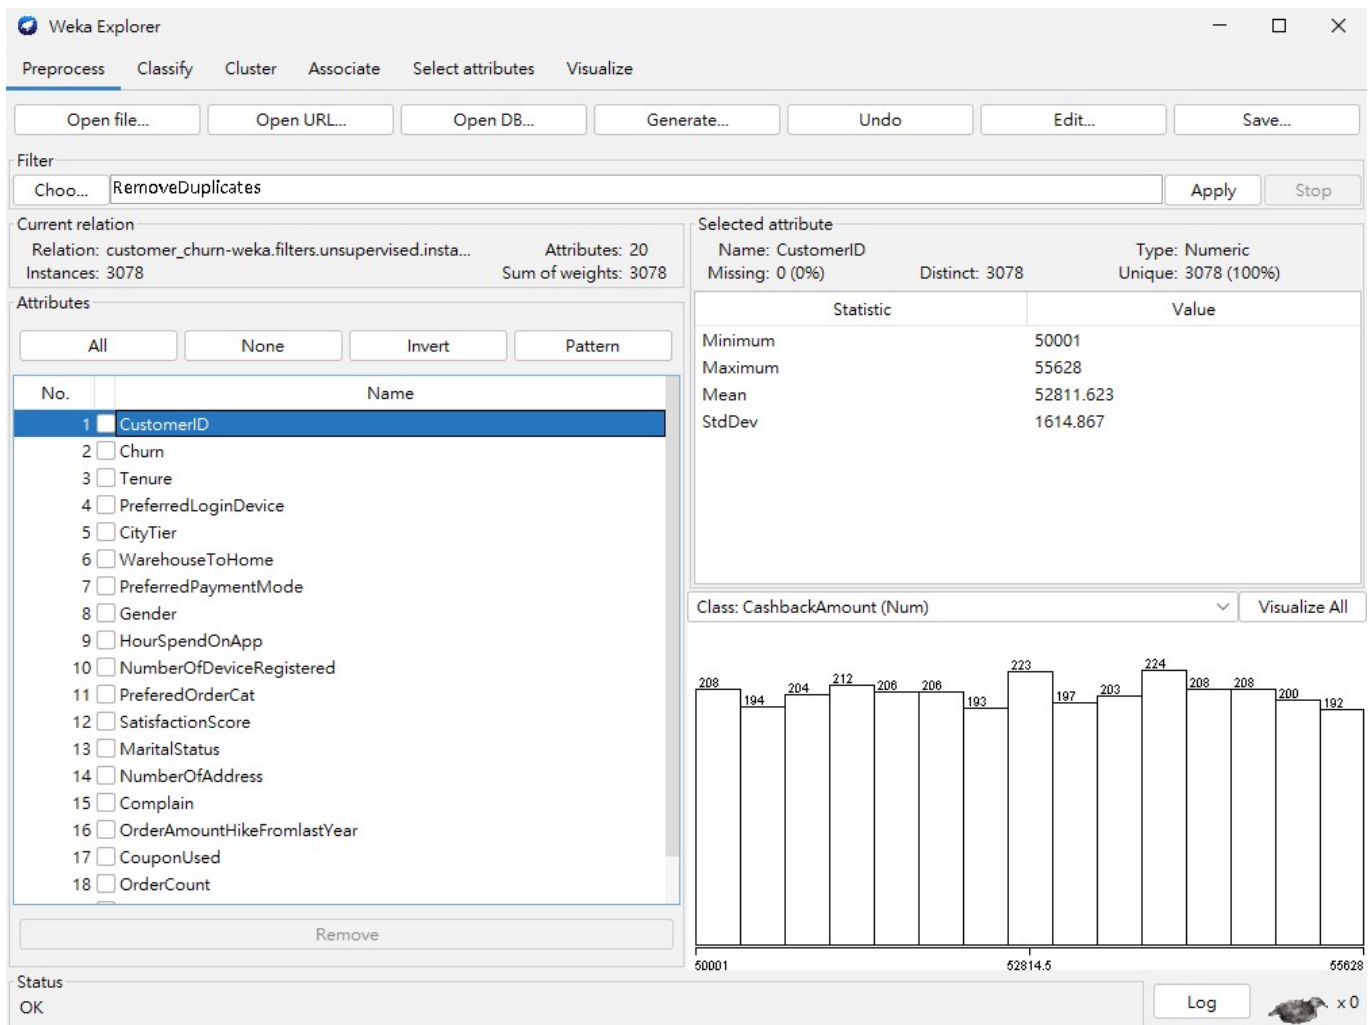 Weka Explorer
Preprocess Classify Cluster Associate Select attributes Visualize
Open file... Open URL... Open DB... Generate... Undo Edit... Save...
Filter
Choo... RemoveDuplicates Apply Stop
Current relation
Relation: customer_churn-weka.filters.unsupervised.insta... Attributes: 20
Instances: 3078 Sum of weights: 3078
Attributes
All None Invert Pattern
No. Name
1 CustomerID
2 Churn
3 Tenure
4 PreferredLoginDevice
5 CityTier
6 WarehouseToHome
7 PreferredPaymentMode
8 Gender
9 HourSpendOnApp
10 NumberOfDeviceRegistered
11 PreferedOrderCat
12 SatisfactionScore
13 MaritalStatus
14 NumberOfAddress
15 Complain
16 OrderAmountHikeFromlastYear
17 CouponUsed
18 OrderCount
Remove
Selected attribute
Name: CustomerID Type: Numeric
Missing: 0 (0%) Distinct: 3078 Unique: 3078 (100%)
Statistic Value
Minimum 50001
Maximum 55628
Mean 52811.623
StdDev 1614.867
Class: CashbackAmount (Num) Visualize All
208 194 204 212 206 206 193 223 197 203 224 208 208 200 192
50001 52814.5 55628
Status
OK
Log x 0